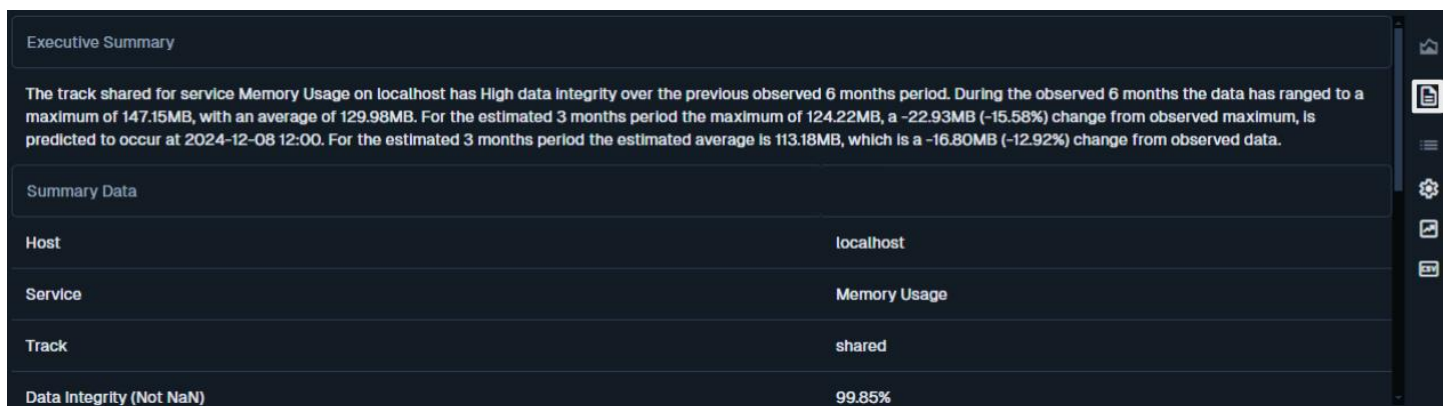 Executive Summary
The track shared for service Memory Usage on localhost has High data integrity over the previous observed 6 months period. During the observed 6 months the data has ranged to a
maximum of 147.15MB, with an average of 129.98MB. For the estimated 3 months period the maximum of 124.22MB, a -22.93MB (-15.58%) change from observed maximum, is
predicted to occur at 2024-12-08 12:00. For the estimated 3 months period the estimated average is 113.18MB, which is a -16.80MB (-12.92%) change from observed data.
Summary Data
Host localhost
Service Memory Usage
Track shared
Data Integrity (Not NaN) 99.85%
CSV